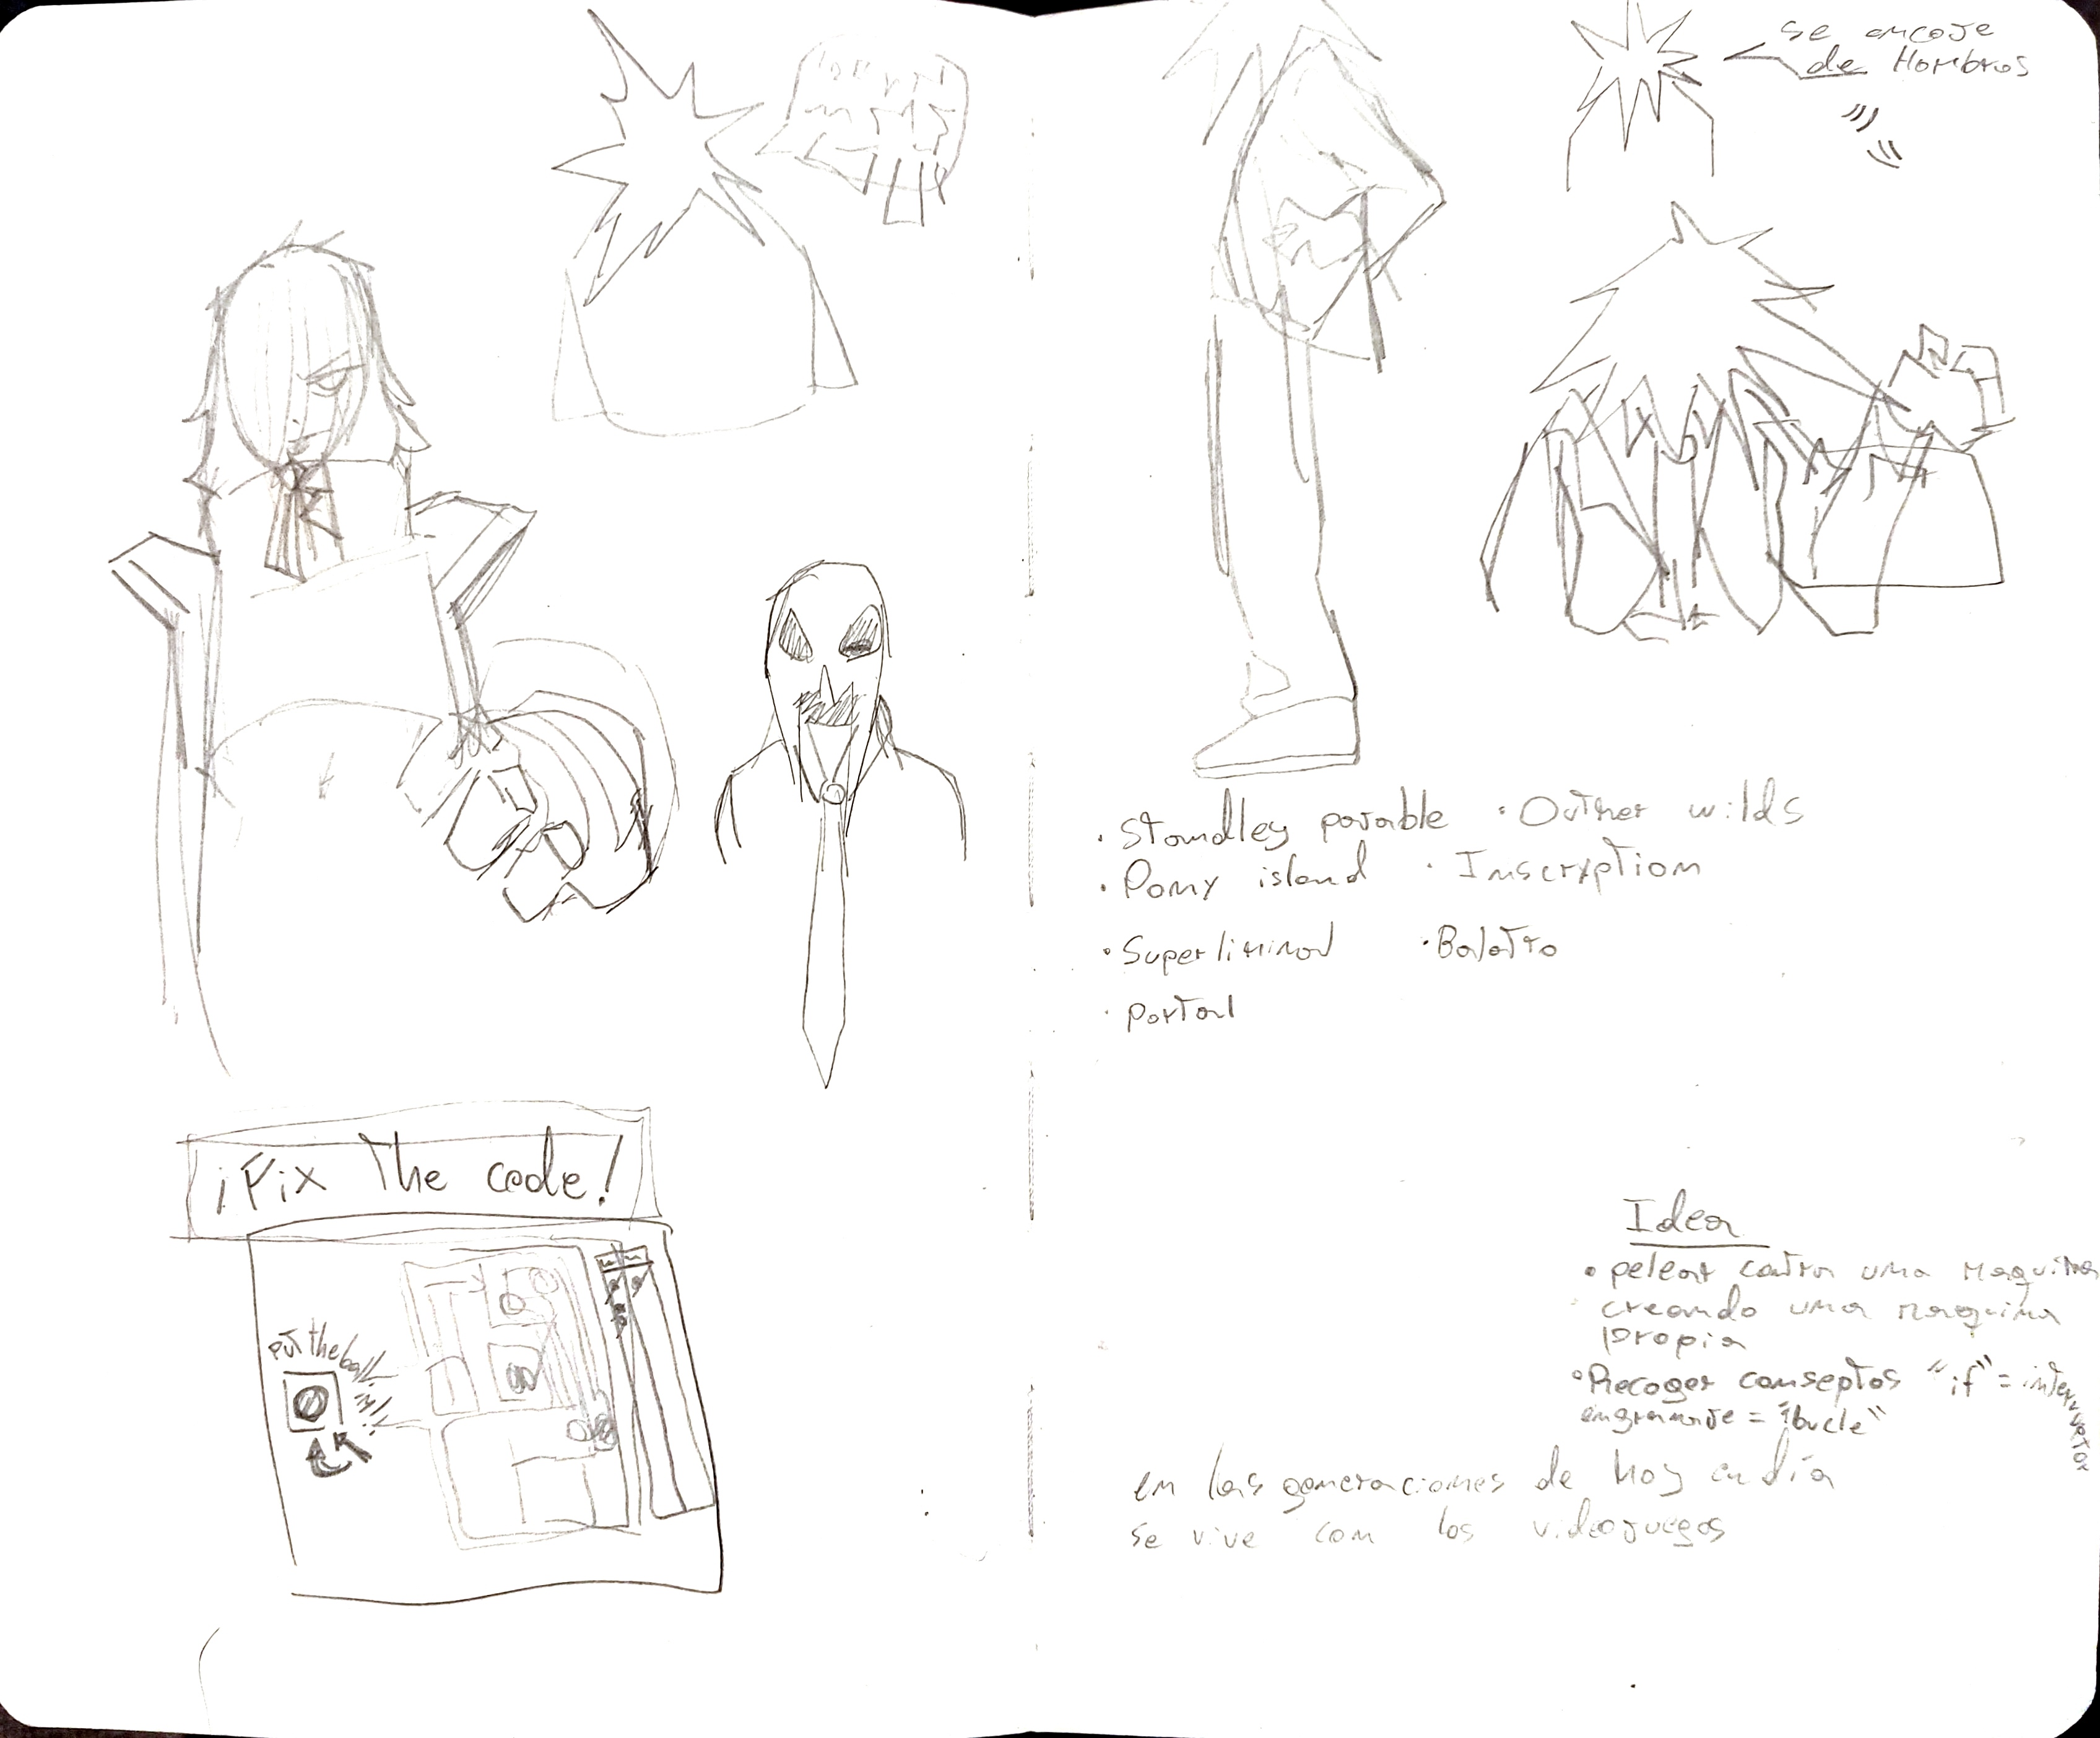 ¡Fix The code!
put the ball
se encoje
de Hombros
· Standley parable · Outher wilds
· Pony island · Inscryption
· Superliminal · Balatro
· portal
Idea
• pelear contra una Maquina
creando una maquina
propia
• Recoger conseptos "if" = interruptor
engranaje = "bucle"
en las generaciones de hoy en día
se vive con los videojuegos